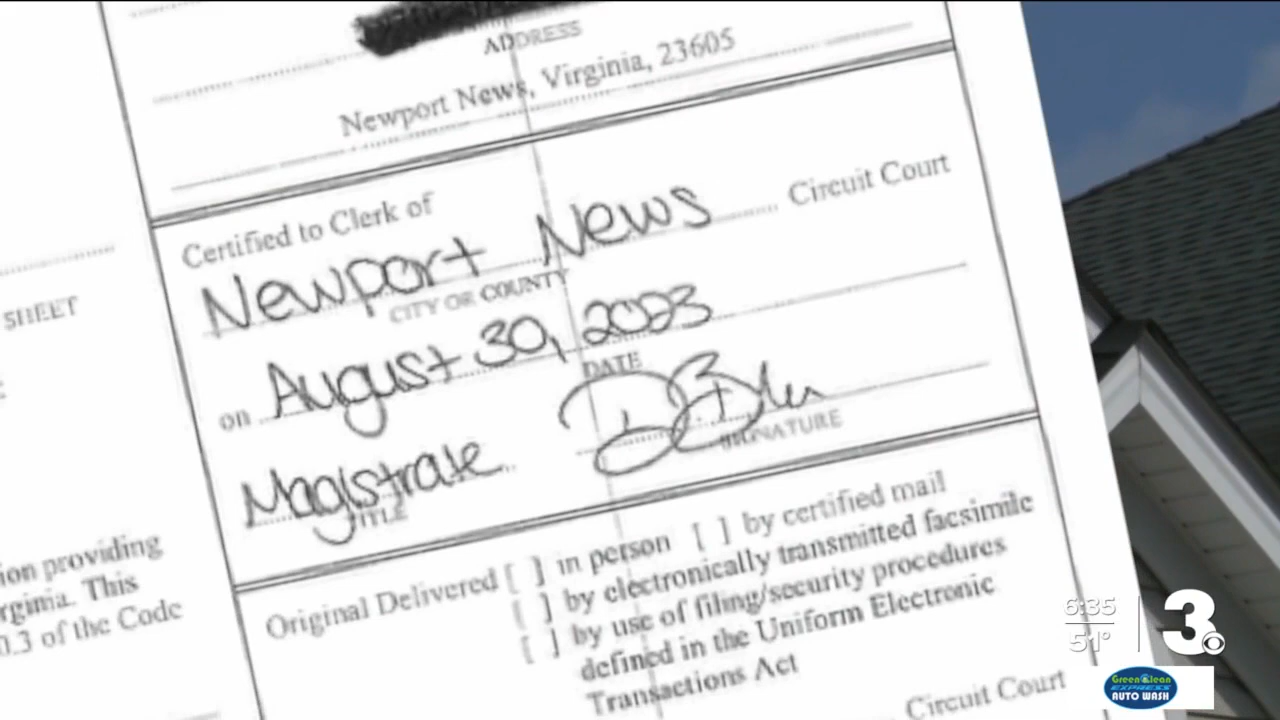 ADDRESS
Newport News, Virginia, 23605
Certified to Clerk of
Newport News Circuit Court
CITY OR COUNTY
on August 30, 2023
DATE
Magistrate
TITLE
SIGNATURE
SHEET
ion providing
rginia. This
0.3 of the Code
Original Delivered [ ] in person [ ] by certified mail
[ ] by electronically transmitted facsimile
[ ] by use of filing/security procedures
defined in the Uniform Electronic
Transactions Act
Circuit Court
6:35
51°
3
Green Clean
EXPRESS
AUTO WASH